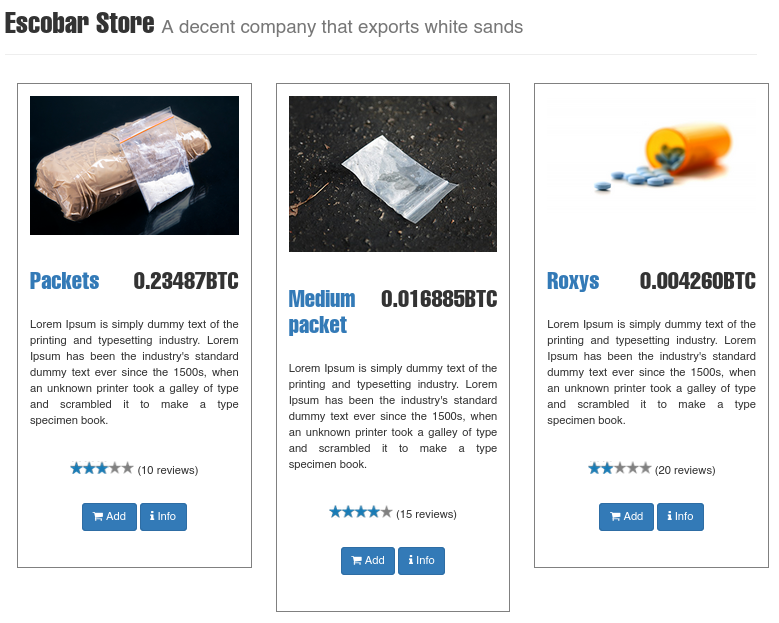 Escobar Store A decent company that exports white sands
Packets 0.23487BTC
Lorem Ipsum is simply dummy text of the
printing and typesetting industry. Lorem
Ipsum has been the industry's standard
dummy text ever since the 1500s, when
an unknown printer took a galley of type
and scrambled it to make a type
specimen book.
(10 reviews)
Add Info
Medium 0.016885BTC
packet
Lorem Ipsum is simply dummy text of the
printing and typesetting industry. Lorem
Ipsum has been the industry's standard
dummy text ever since the 1500s, when
an unknown printer took a galley of type
and scrambled it to make a type
specimen book.
(15 reviews)
Add Info
Roxys 0.004260BTC
Lorem Ipsum is simply dummy text of the
printing and typesetting industry. Lorem
Ipsum has been the industry's standard
dummy text ever since the 1500s, when
an unknown printer took a galley of type
and scrambled it to make a type
specimen book.
(20 reviews)
Add Info